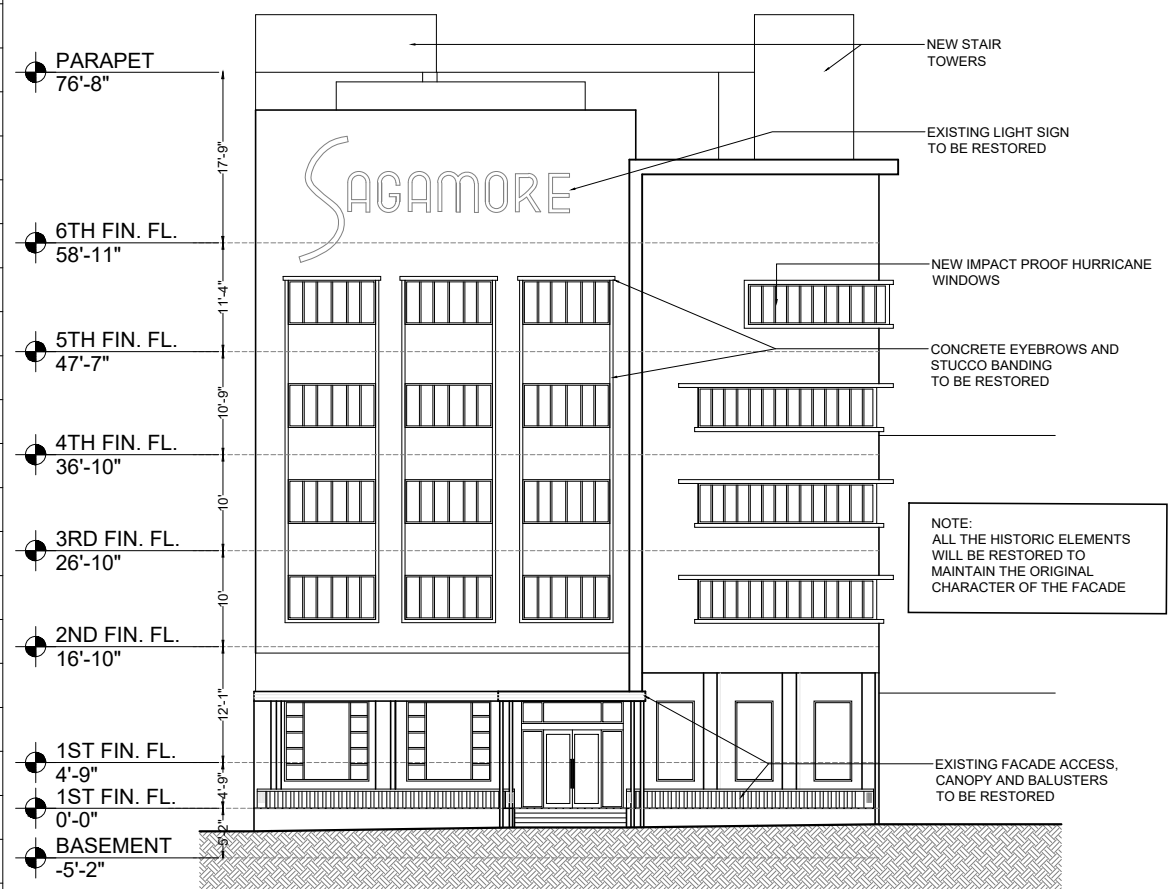 PARAPET
76'-8"
6TH FIN. FL.
58'-11"
5TH FIN. FL.
47'-7"
4TH FIN. FL.
36'-10"
3RD FIN. FL.
26'-10"
2ND FIN. FL.
16'-10"
1ST FIN. FL.
4'-9"
1ST FIN. FL.
0'-0"
BASEMENT
-5'-2"
17'-9"
11'-4"
10'-9"
10'
10'
12'-1"
4'-9"
5'-2"
SAGAMORE
NEW STAIR
TOWERS
EXISTING LIGHT SIGN
TO BE RESTORED
NEW IMPACT PROOF HURRICANE
WINDOWS
CONCRETE EYEBROWS AND
STUCCO BANDING
TO BE RESTORED
NOTE:
ALL THE HISTORIC ELEMENTS
WILL BE RESTORED TO
MAINTAIN THE ORIGINAL
CHARACTER OF THE FACADE
EXISTING FACADE ACCESS,
CANOPY AND BALUSTERS
TO BE RESTORED